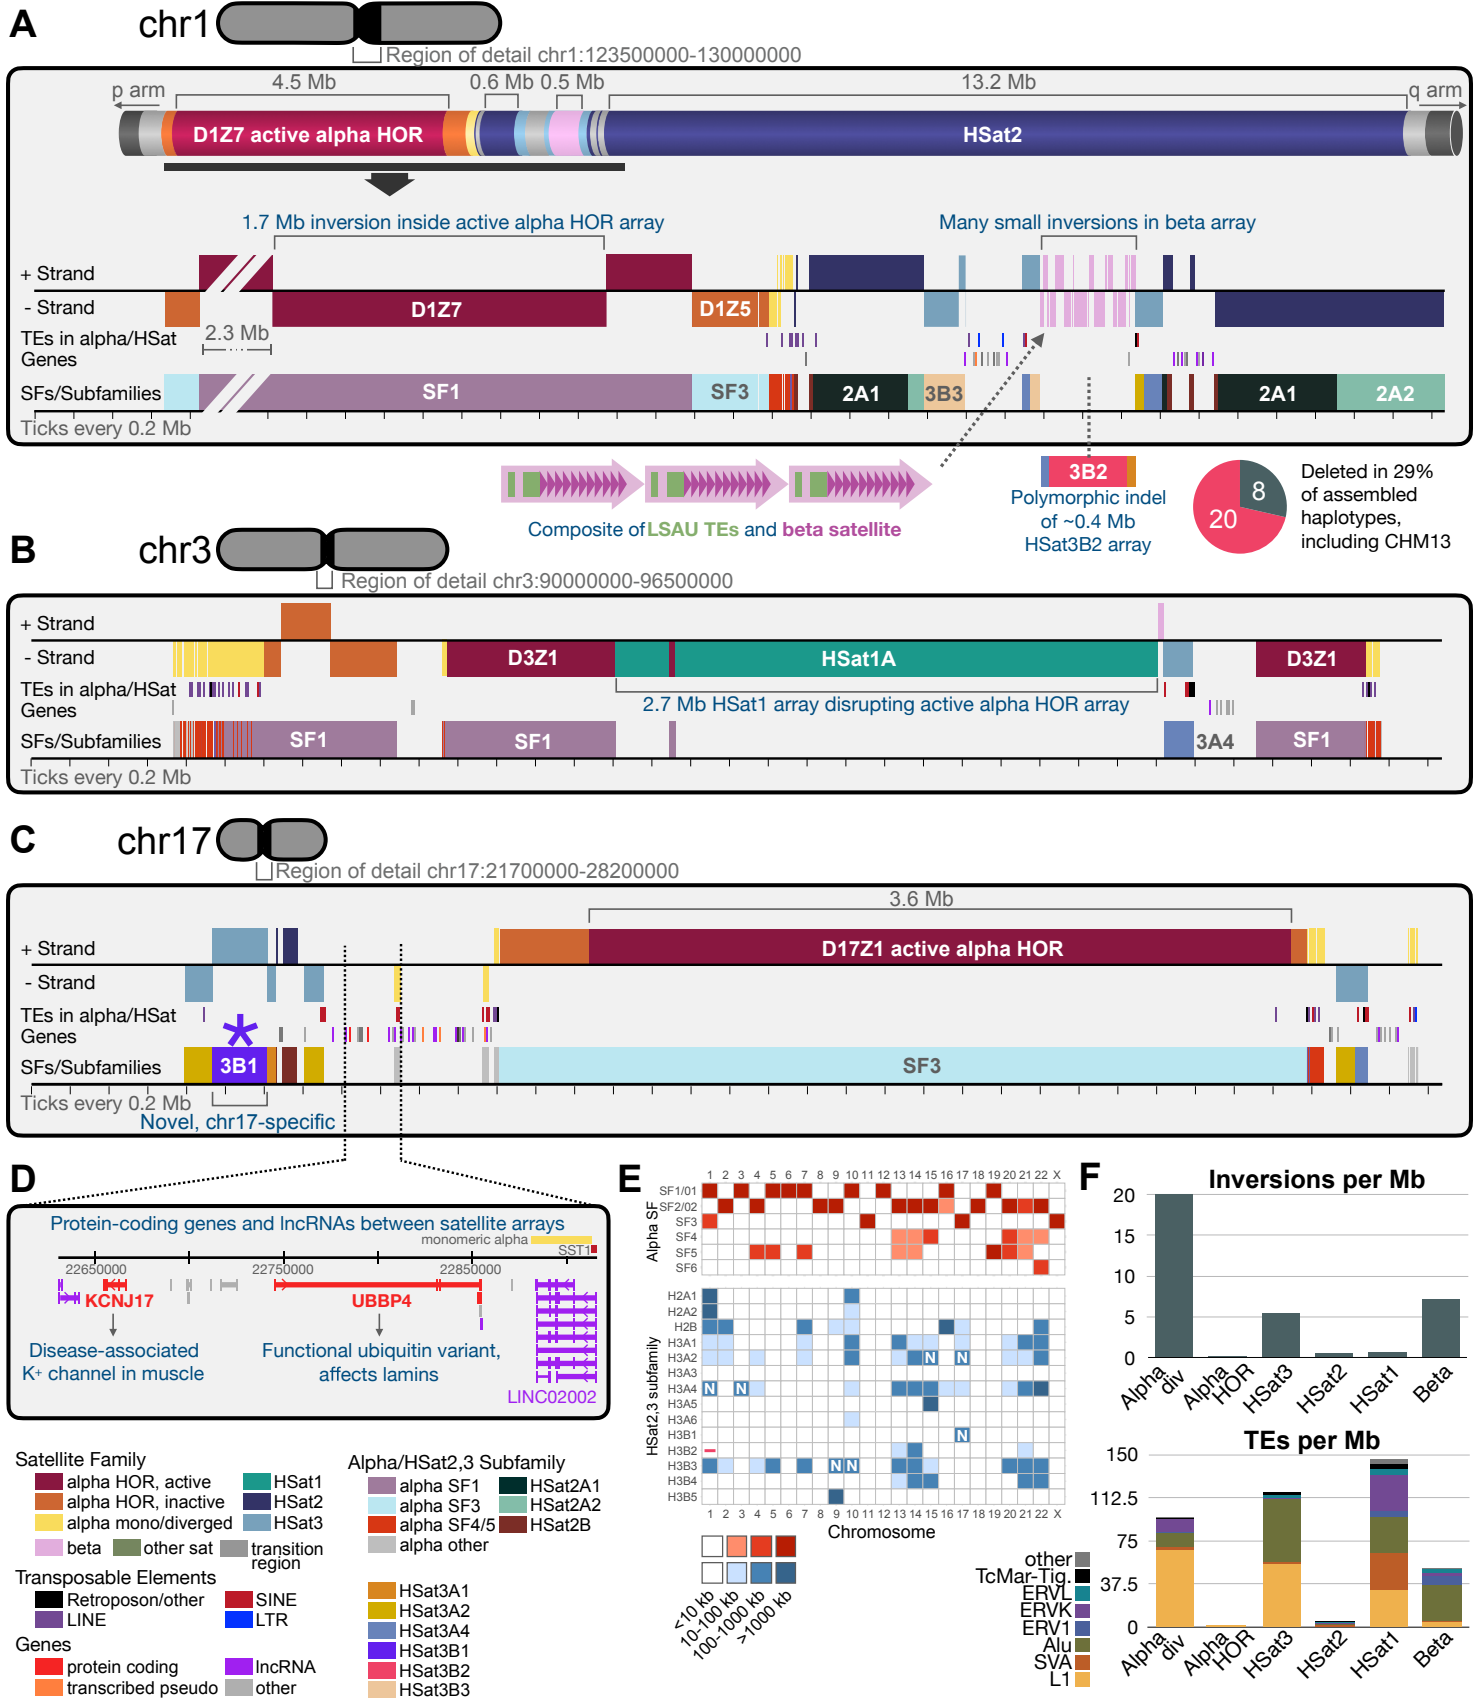 A
chr1
Region of detail chr1:123500000-130000000
p arm
4.5 Mb
0.6 Mb
0.5 Mb
13.2 Mb
q arm
D1Z7 active alpha HOR
HSat2
1.7 Mb inversion inside active alpha HOR array
Many small inversions in beta array
+ Strand
- Strand
D1Z7
D1Z5
2.3 Mb
TEs in alpha/HSat
Genes
SFs/Subfamilies
SF1
SF3
2A1
3B3
2A1
2A2
Ticks every 0.2 Mb
Composite of LSAU TEs and beta satellite
3B2
Polymorphic indel
of ~0.4 Mb
HSat3B2 array
8
20
Deleted in 29%
of assembled
haplotypes,
including CHM13
B
chr3
Region of detail chr3:90000000-96500000
+ Strand
- Strand
D3Z1
HSat1A
D3Z1
TEs in alpha/HSat
Genes
2.7 Mb HSat1 array disrupting active alpha HOR array
SFs/Subfamilies
SF1
SF1
3A4
SF1
Ticks every 0.2 Mb
C
chr17
Region of detail chr17:21700000-28200000
3.6 Mb
+ Strand
D17Z1 active alpha HOR
- Strand
TEs in alpha/HSat
Genes
*
SFs/Subfamilies
3B1
SF3
Ticks every 0.2 Mb
Novel, chr17-specific
D
Protein-coding genes and lncRNAs between satellite arrays
monomeric alpha
SST1
22650000
22750000
22850000
KCNJ17
UBBP4
Disease-associated
K+ channel in muscle
Functional ubiquitin variant,
affects lamins
LINC02002
Satellite Family
alpha HOR, active
alpha HOR, inactive
alpha mono/diverged
beta
other sat
transition
region
HSat1
HSat2
HSat3
Transposable Elements
Retroposon/other
LINE
SINE
LTR
Genes
protein coding
transcribed pseudo
lncRNA
other
Alpha/HSat2,3 Subfamily
alpha SF1
alpha SF3
alpha SF4/5
alpha other
HSat2A1
HSat2A2
HSat2B
HSat3A1
HSat3A2
HSat3A4
HSat3B1
HSat3B2
HSat3B3
E
1 2 3 4 5 6 7 8 9 10 11 12 13 14 15 16 17 18 19 20 21 22 X
Alpha SF
SF1/01
SF2/02
SF3
SF4
SF5
SF6
HSat2,3 subfamily
H2A1
H2A2
H2B
H3A1
H3A2 N N
H3A3
H3A4 N N
H3A5
H3A6
H3B1 N
H3B2
H3B3 N N
H3B4
H3B5
1 2 3 4 5 6 7 8 9 10 11 12 13 14 15 16 17 18 19 20 21 22 X
Chromosome
<10 kb
10-100 kb
100-1000 kb
>1000 kb
F
Inversions per Mb
20
15
10
5
0
Alpha
div
Alpha
HOR
HSat3
HSat2
HSat1
Beta
TEs per Mb
150
112.5
75
37.5
0
other
TcMar-Tig.
ERVL
ERVK
ERV1
Alu
SVA
L1
Alpha
div
Alpha
HOR
HSat3
HSat2
HSat1
Beta